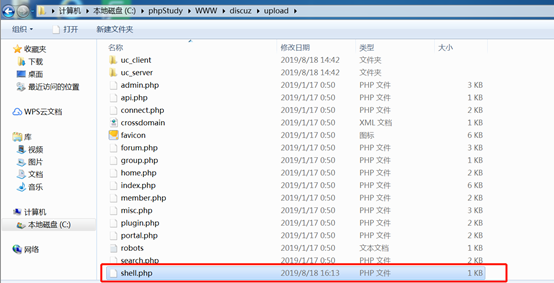 计算机 ▸ 本地磁盘 (C:) ▸ phpStudy ▸ WWW ▸ discuz ▸ upload ▸
组织 打开 新建文件夹
收藏夹
下载
桌面
最近访问的位置
WPS云文档
库
视频
图片
文档
音乐
计算机
本地磁盘 (C:)
网络
名称 修改日期 类型 大小
uc_client 2019/8/18 14:42 文件夹
uc_server 2019/8/18 14:42 文件夹
admin.php 2019/1/17 0:50 PHP 文件 3 KB
api.php 2019/1/17 0:50 PHP 文件 1 KB
connect.php 2019/1/17 0:50 PHP 文件 2 KB
crossdomain 2019/1/17 0:50 XML 文档 1 KB
favicon 2019/1/17 0:50 图标 6 KB
forum.php 2019/1/17 0:50 PHP 文件 3 KB
group.php 2019/1/17 0:50 PHP 文件 1 KB
home.php 2019/1/17 0:50 PHP 文件 2 KB
index.php 2019/1/17 0:50 PHP 文件 6 KB
member.php 2019/1/17 0:50 PHP 文件 2 KB
misc.php 2019/1/17 0:50 PHP 文件 3 KB
plugin.php 2019/1/17 0:50 PHP 文件 2 KB
portal.php 2019/1/17 0:50 PHP 文件 2 KB
robots 2019/1/17 0:50 文本文档 1 KB
search.php 2019/1/17 0:50 PHP 文件 2 KB
shell.php 2019/8/18 16:13 PHP 文件 1 KB